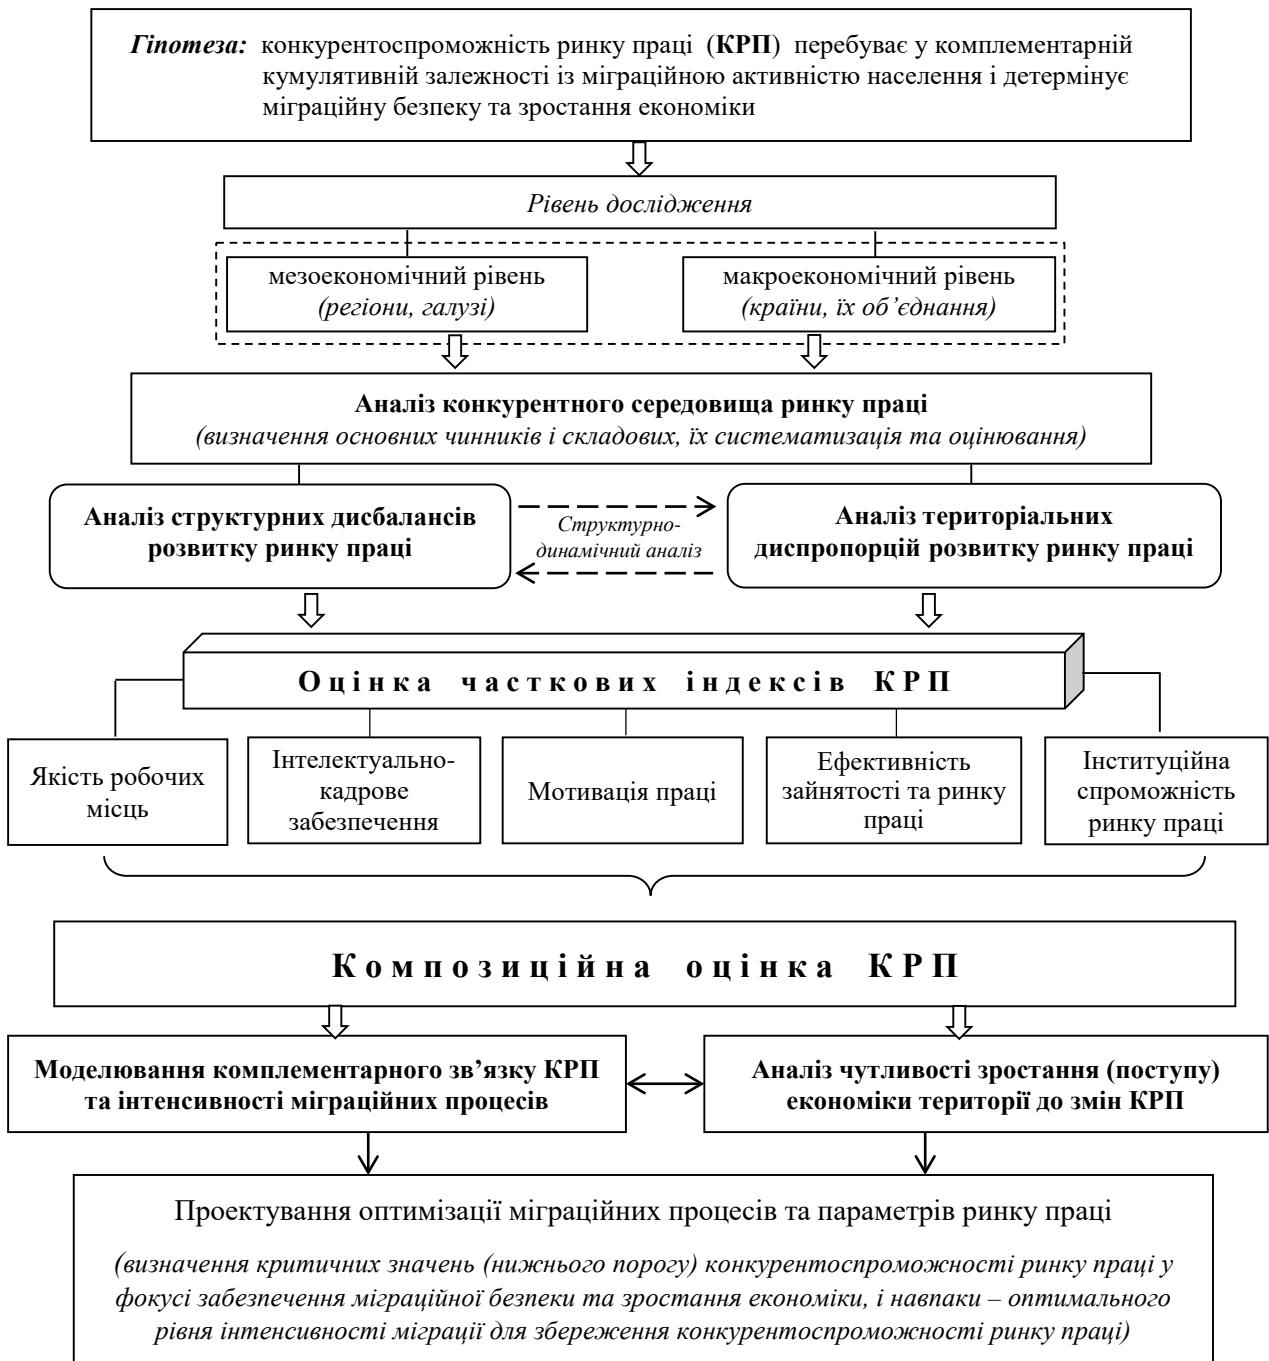 Гіпотеза: конкурентоспроможність ринку праці (КРП) перебуває у комплементарній
кумулятивній залежності із міграційною активністю населення і детермінує
міграційну безпеку та зростання економіки
Рівень дослідження
мезоекономічний рівень
(регіони, галузі)
макроекономічний рівень
(країни, їх об’єднання)
Аналіз конкурентного середовища ринку праці
(визначення основних чинників і складових, їх систематизація та оцінювання)
Аналіз структурних дисбалансів
розвитку ринку праці
Структурно-
динамічний аналіз
Аналіз територіальних
диспропорцій розвитку ринку праці
Оцінка часткових індексів КРП
Якість робочих
місць
Інтелектуально-
кадрове
забезпечення
Мотивація праці
Ефективність
зайнятості та ринку
праці
Інституційна
спроможність
ринку праці
Композиційна оцінка КРП
Моделювання комплементарного зв’язку КРП
та інтенсивності міграційних процесів
Аналіз чутливості зростання (поступу)
економіки території до змін КРП
Проектування оптимізації міграційних процесів та параметрів ринку праці
(визначення критичних значень (нижнього порогу) конкурентоспроможності ринку праці у
фокусі забезпечення міграційної безпеки та зростання економіки, і навпаки – оптимального
рівня інтенсивності міграції для збереження конкурентоспроможності ринку праці)